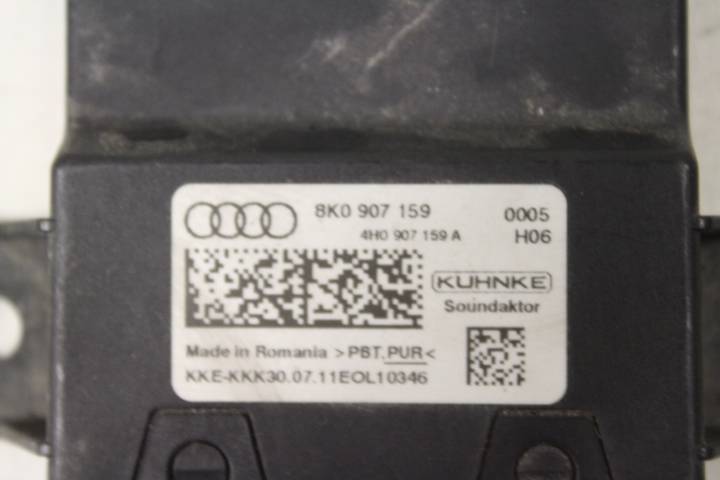 8K0 907 159 0005
4H0 907 159 A H06
KUHNKE
Soundaktor
Made in Romania >PBT,PUR<
KKE-KKK30.07.11EOL10346